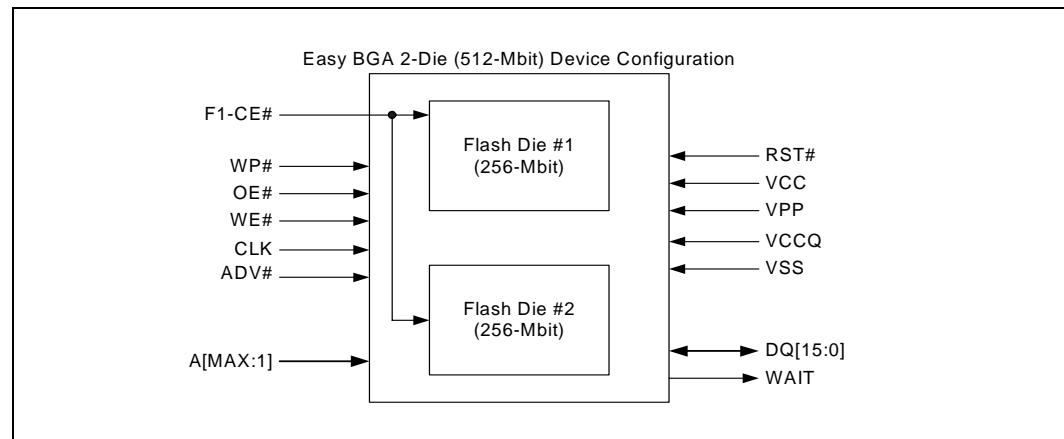 Easy BGA 2-Die (512-Mbit) Device Configuration
F1-CE#
WP#
OE#
WE#
CLK
ADV#
A[MAX:1]
Flash Die #1
(256-Mbit)
Flash Die #2
(256-Mbit)
RST#
VCC
VPP
VCCQ
VSS
DQ[15:0]
WAIT